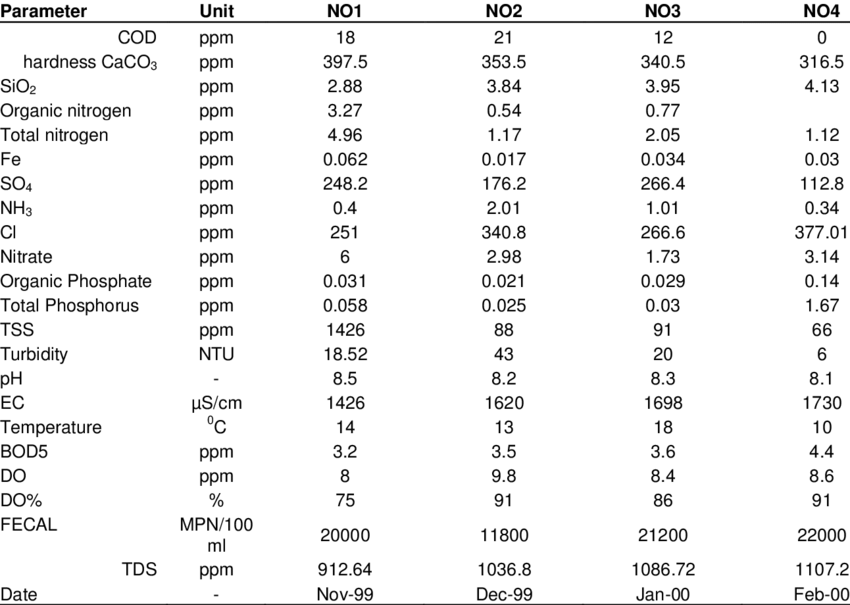 Parameter Unit NO1 NO2 NO3 NO4
COD ppm 18 21 12 0
hardness CaCO₃ ppm 397.5 353.5 340.5 316.5
SiO₂ ppm 2.88 3.84 3.95 4.13
Organic nitrogen ppm 3.27 0.54 0.77
Total nitrogen ppm 4.96 1.17 2.05 1.12
Fe ppm 0.062 0.017 0.034 0.03
SO₄ ppm 248.2 176.2 266.4 112.8
NH₃ ppm 0.4 2.01 1.01 0.34
Cl ppm 251 340.8 266.6 377.01
Nitrate ppm 6 2.98 1.73 3.14
Organic Phosphate ppm 0.031 0.021 0.029 0.14
Total Phosphorus ppm 0.058 0.025 0.03 1.67
TSS ppm 1426 88 91 66
Turbidity NTU 18.52 43 20 6
pH - 8.5 8.2 8.3 8.1
EC µS/cm 1426 1620 1698 1730
Temperature ⁰C 14 13 18 10
BOD5 ppm 3.2 3.5 3.6 4.4
DO ppm 8 9.8 8.4 8.6
DO% % 75 91 86 91
FECAL MPN/100 ml 20000 11800 21200 22000
TDS ppm 912.64 1036.8 1086.72 1107.2
Date - Nov-99 Dec-99 Jan-00 Feb-00